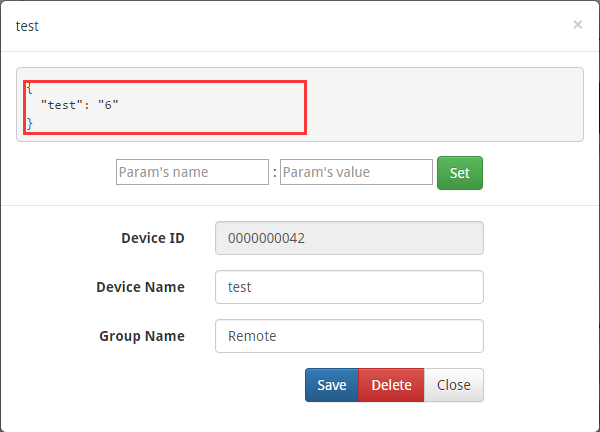 test ×
{
"test": "6"
}
Param's name : Param's value Set
Device ID 0000000042
Device Name test
Group Name Remote
Save Delete Close